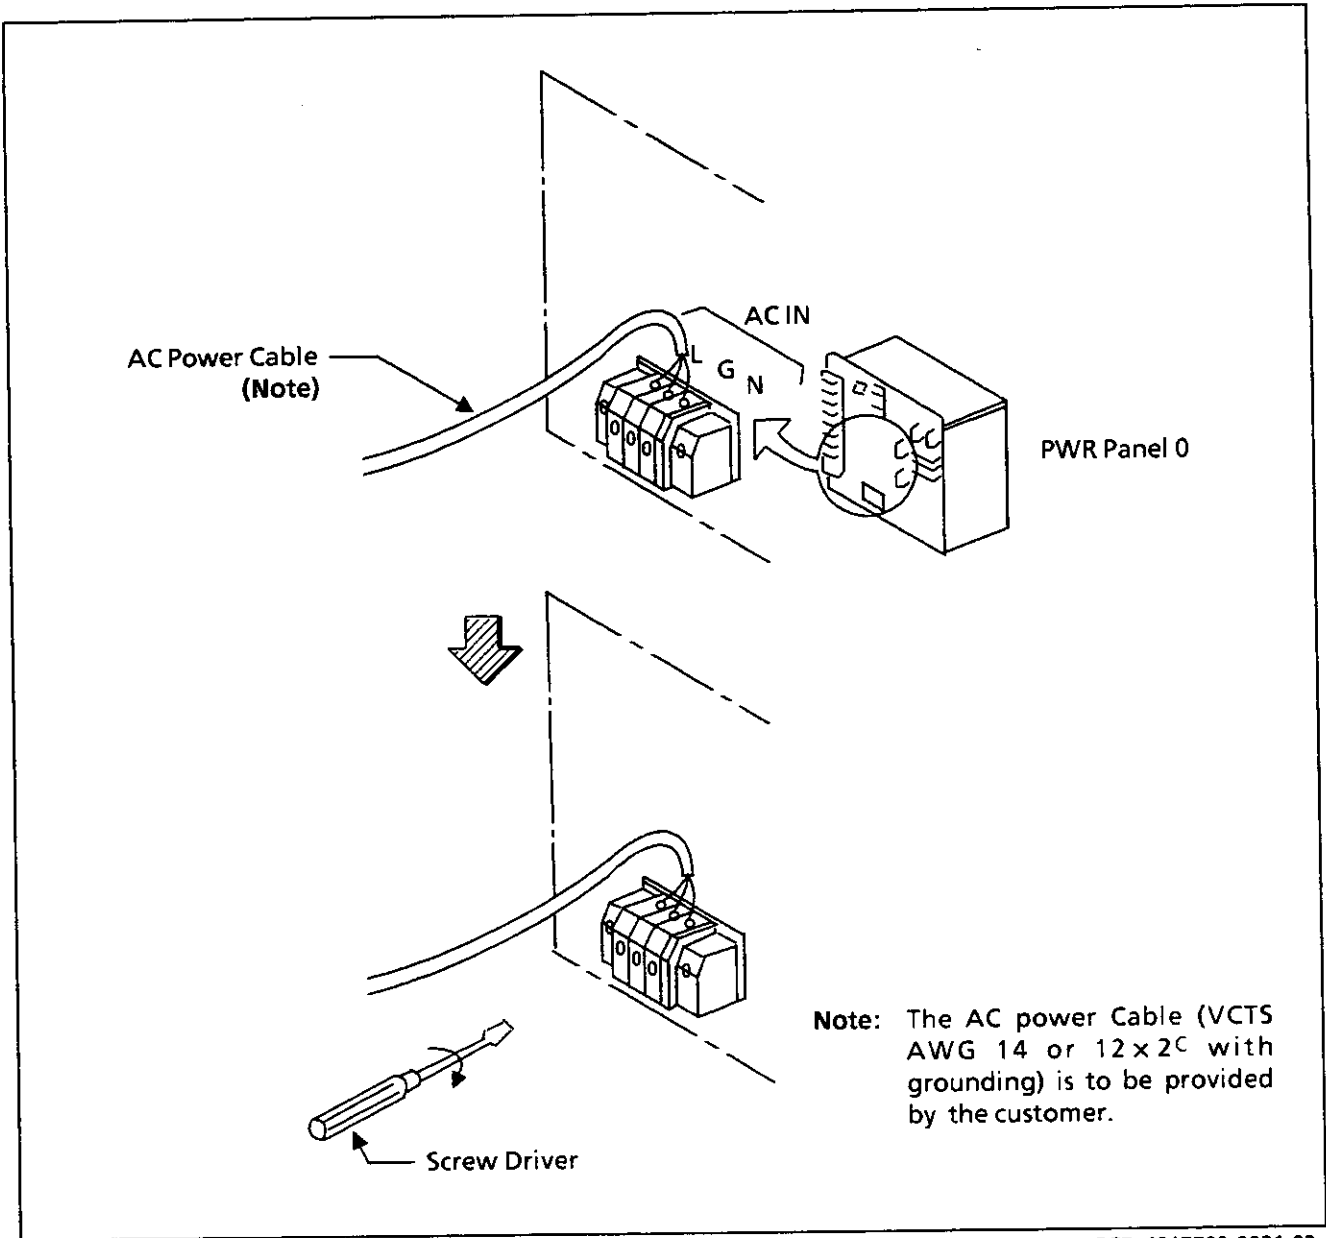 AC IN
L
G
N
AC Power Cable
(Note)
PWR Panel 0
Note: The AC power Cable (VCTS
AWG 14 or 12 x 2C with
grounding) is to be provided
by the customer.
Screw Driver